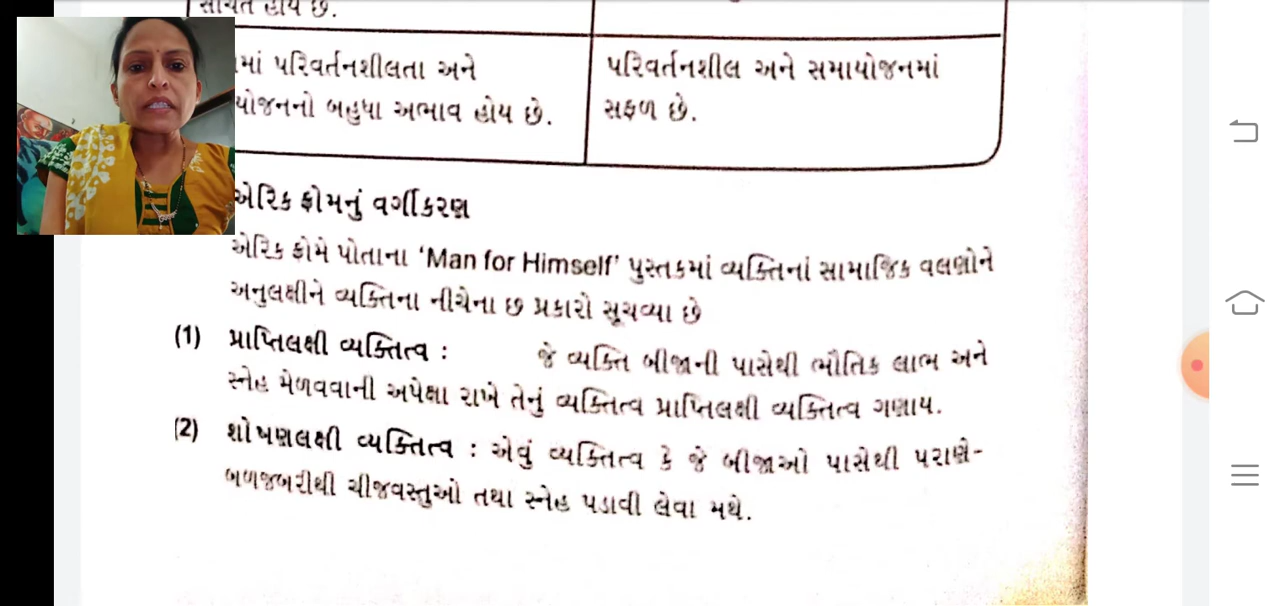 હોય છે.
પરિવર્તનશીલતા અને
બહુધા અભાવ હોય છે.
પરિવર્તનશીલ અને સમાયોજનમાં
સફળ છે.
એરિક ફ્રોમનું વર્ગીકરણ
એરિક ફ્રોમે પોતાના ‘Man for Himself’ પુસ્તકમાં વ્યક્તિનાં સામાજિક વલણોને
અનુલક્ષીને વ્યક્તિના નીચેના છ પ્રકારો સૂચવ્યા છે
(1) પ્રાપ્તિલક્ષી વ્યક્તિત્વ : જે વ્યક્તિ બીજાની પાસેથી ભૌતિક લાભ અને
સ્નેહ મેળવવાની અપેક્ષા રાખે તેનું વ્યક્તિત્વ પ્રાપ્તિલક્ષી વ્યક્તિત્વ ગણાય.
(2) શોષણલક્ષી વ્યક્તિત્વ : એવું વ્યક્તિત્વ કે જે બીજાઓ પાસેથી પરાણે-
બળજબરીથી ચીજવસ્તુઓ તથા સ્નેહ પડાવી લેવા મથે.